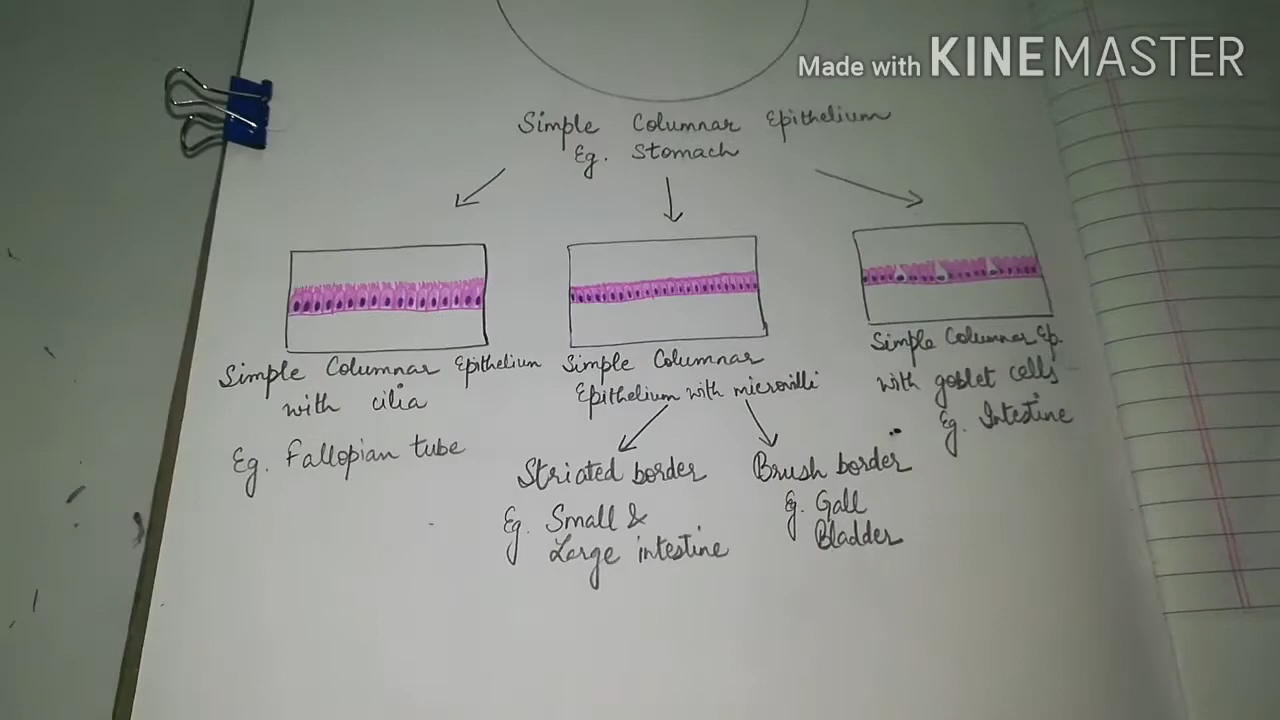 Made with KINEMASTER
Simple Columnar Epithelium
Eg. Stomach
Simple Columnar Epithelium
with cilia
Eg. Fallopian tube
Simple Columnar
Epithelium with microvilli
Striated border
Eg. Small &
Large intestine
Brush border
Eg. Gall
Bladder
Simple Columnar Ep.
with goblet cells
Eg. Intestine